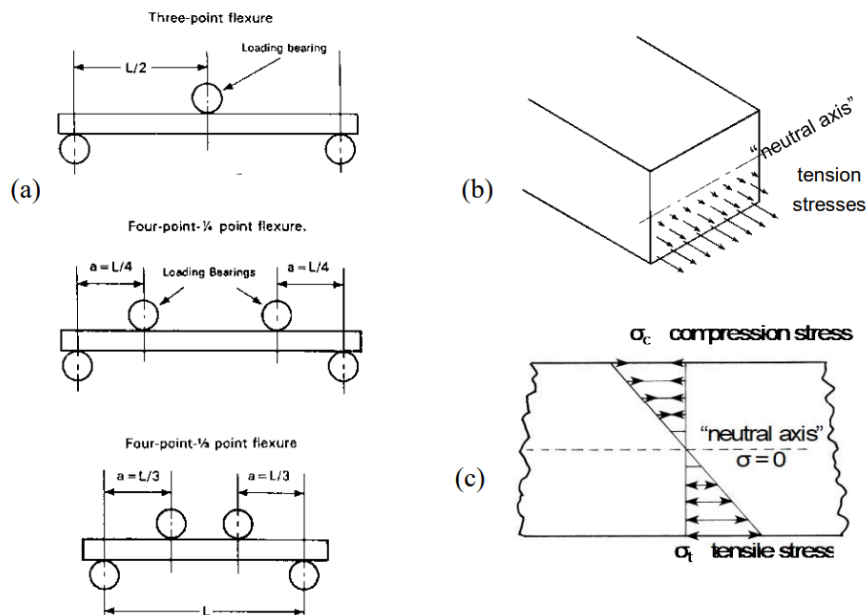 Three-point flexure
Loading bearing
L/2
(a)
Four-point-¼ point flexure.
a = L/4
Loading Bearings
a = L/4
Four-point-⅓ point flexure
a = L/3
a = L/3
L
(b)
"neutral axis"
tension
stresses
(c)
σc compression stress
"neutral axis"
σ = 0
σt tensile stress